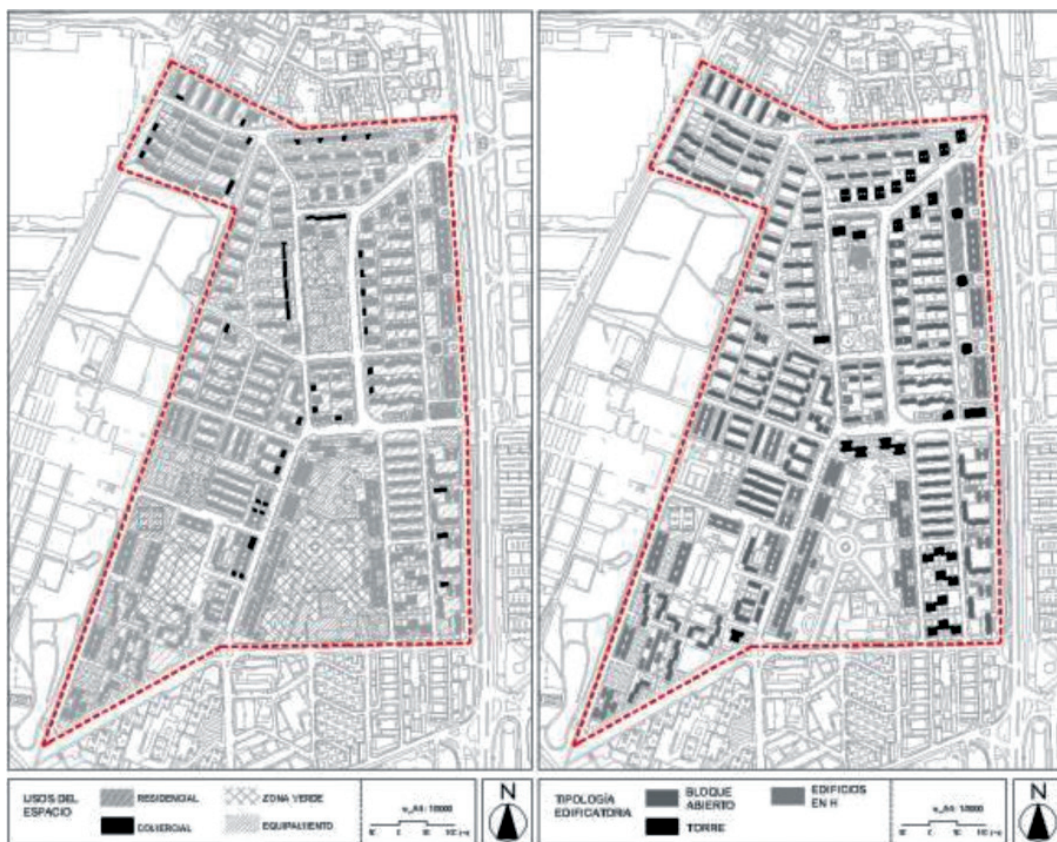 USOS DEL
ESPACIO
RESIDENCIAL
COMERCIAL
ZONA VERDE
EQUIPAMIENTO
N
TIPOLOGÍA
EDIFICATORIA
BLOQUE
ABIERTO
TORRE
EDIFICIOS
EN H
N